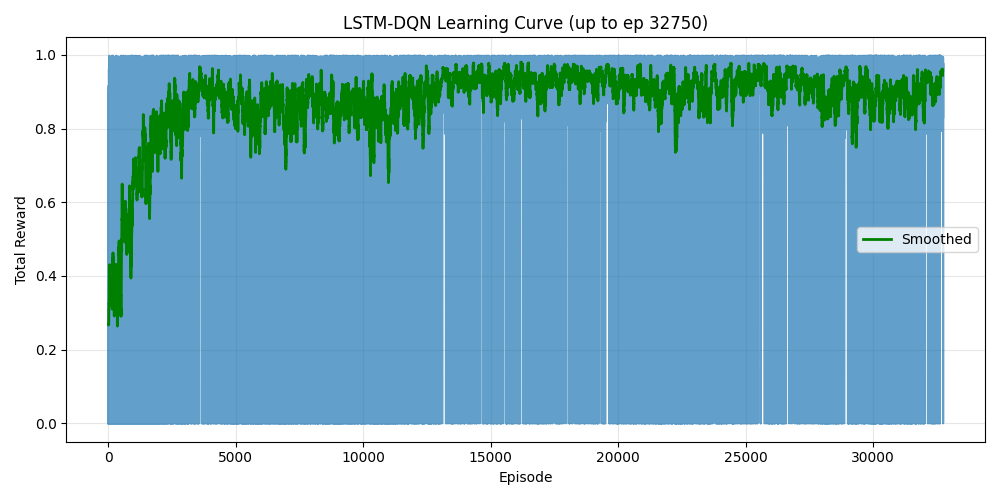 LSTM-DQN Learning Curve (up to ep 32750)
1.0
0.8
0.6
0.4
0.2
0.0
Total Reward
Smoothed
0 5000 10000 15000 20000 25000 30000
Episode